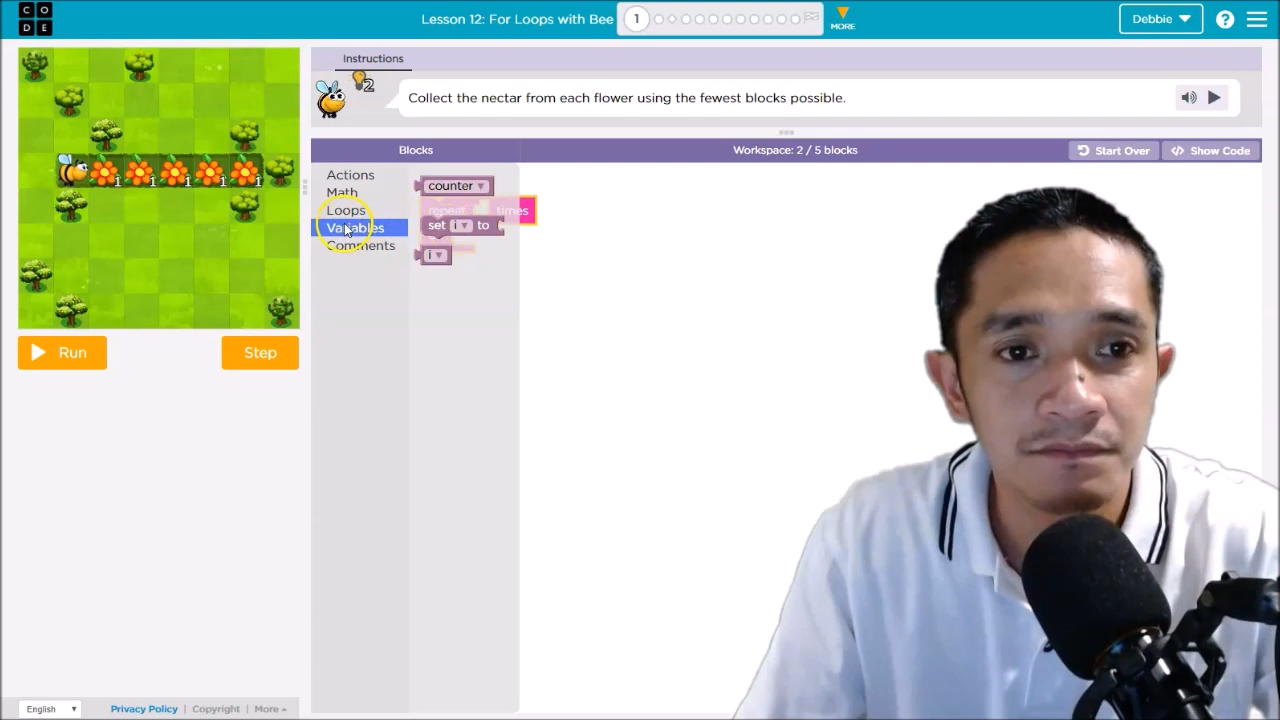 C O
D E
Lesson 12: For Loops with Bee
1
MORE
Debbie
?
Instructions
2
Collect the nectar from each flower using the fewest blocks possible.
Blocks
Workspace: 2 / 5 blocks
Start Over
Show Code
1 1 1 1 1
Actions
Math
Loops
Variables
Comments
counter
repeat times
set i to
i
Run
Step
English
Privacy Policy | Copyright | More